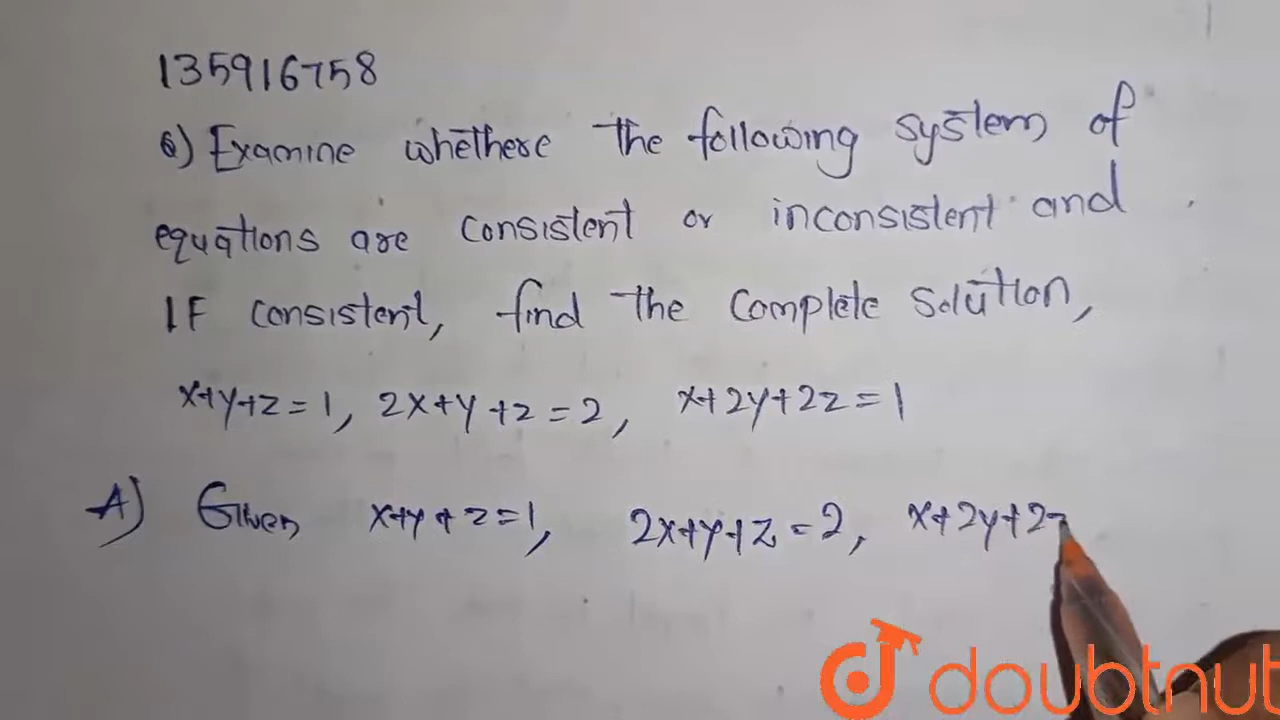 135916758
Q) Examine whethere the following system of
equations are consistent or inconsistent and
IF consistent, find the complete solution,
x+y+z=1, 2x+y+z=2, x+2y+2z=1
A) Given x+y+z=1, 2x+y+z=2, x+2y+2z
doubtnut